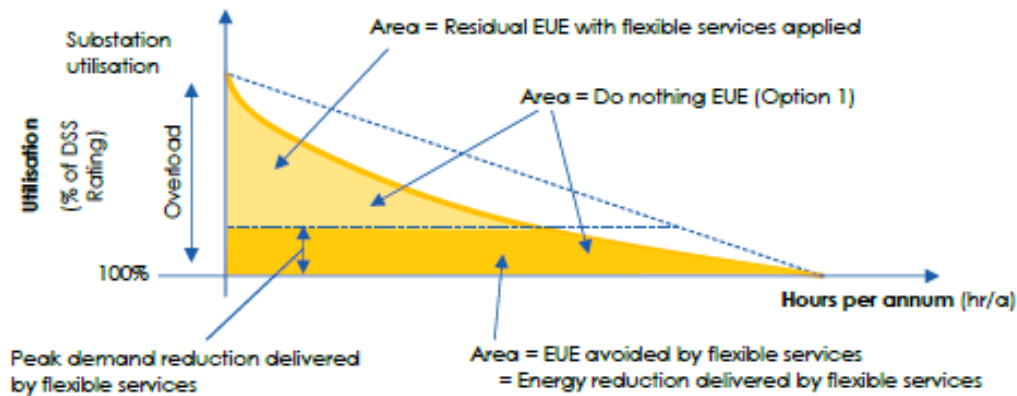 Area = Residual EUE with flexible services applied
Substation
utilisation
Area = Do nothing EUE (Option 1)
Utilisation
(% of DSS
Rating)
Overload
100%
Hours per annum (hr/a)
Peak demand reduction delivered
by flexible services
Area = EUE avoided by flexible services
= Energy reduction delivered by flexible services